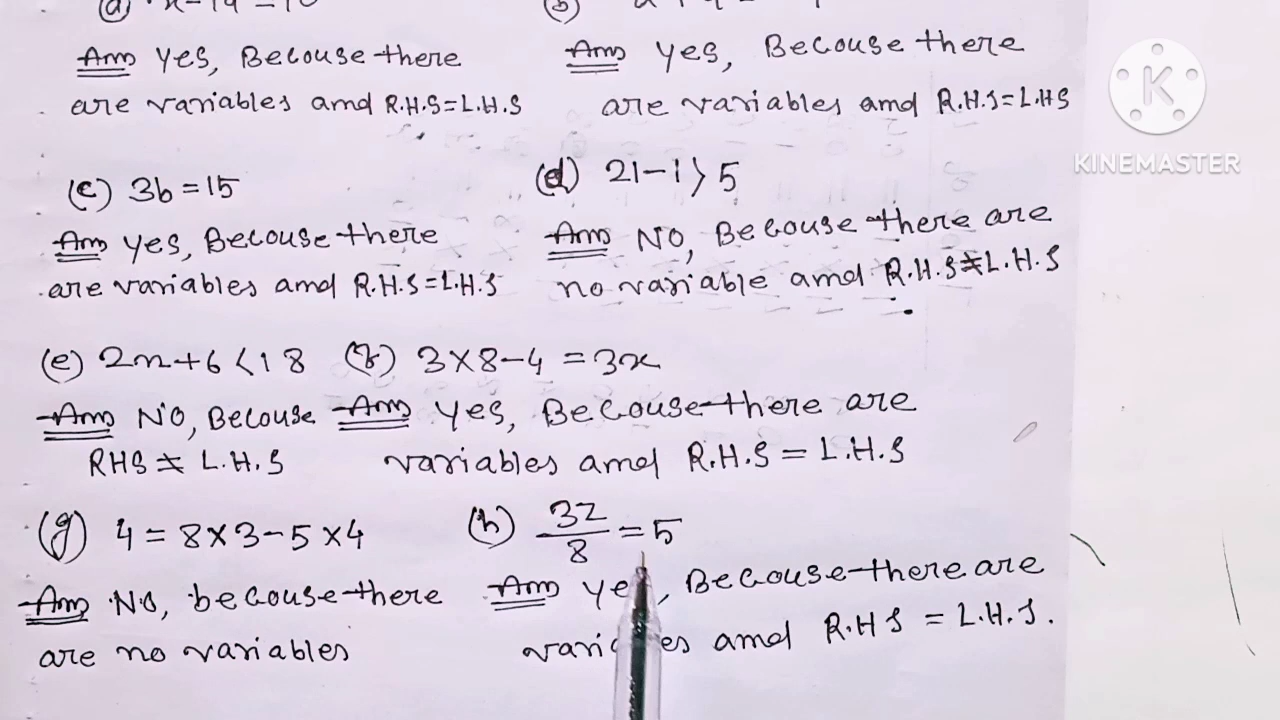 Ans Yes, Becouse there
are variables and R.H.S=L.H.S
Ans Yes, Becouse there
are variables and R.H.S=L.HS
KINEMASTER
(c) 3b=15
Ans Yes, Becouse there
are variables and R.H.S=L.H.S
(d) 21-1>5
Ans NO, Becouse there are
no variable and R.H.S≠L.H.S
(e) 2n+6<18
Ans NO, Becouse
RHS ≠ L.H.S
(f) 3×8-4 = 3x
Ans Yes, Becouse there are
variables and R.H.S = L.H.S
(g) 4 = 8×3-5×4
Ans No, becouse there
are no variables
(h) 3z/8 = 5
Ans Yes, Becouse there are
variables and R.H S = L.H.S.